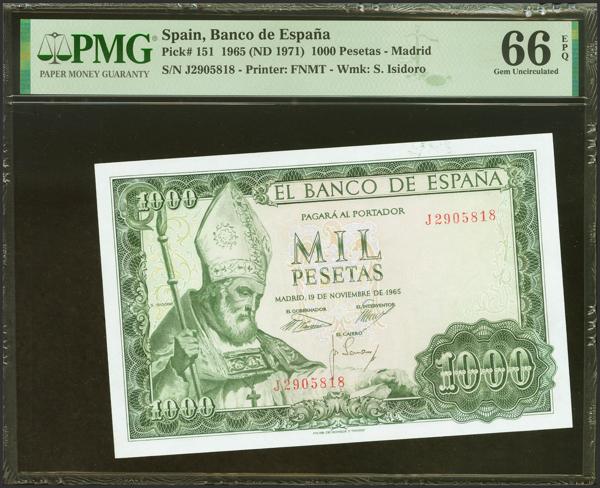 PMG
PAPER MONEY GUARANTY
Spain, Banco de España
Pick# 151 1965 (ND 1971) 1000 Pesetas - Madrid
S/N J2905818 - Printer: FNMT - Wmk: S. Isidoro
66 EPQ
Gem Uncirculated
1000
EL BANCO DE ESPAÑA
PAGARÁ AL PORTADOR
J2905818
MIL
PESETAS
MADRID, 19 DE NOVIEMBRE DE 1965
EL GOBERNADOR
EL INTERVENTOR
EL CAJERO
S. ISIDORO
J2905818
1000
1000